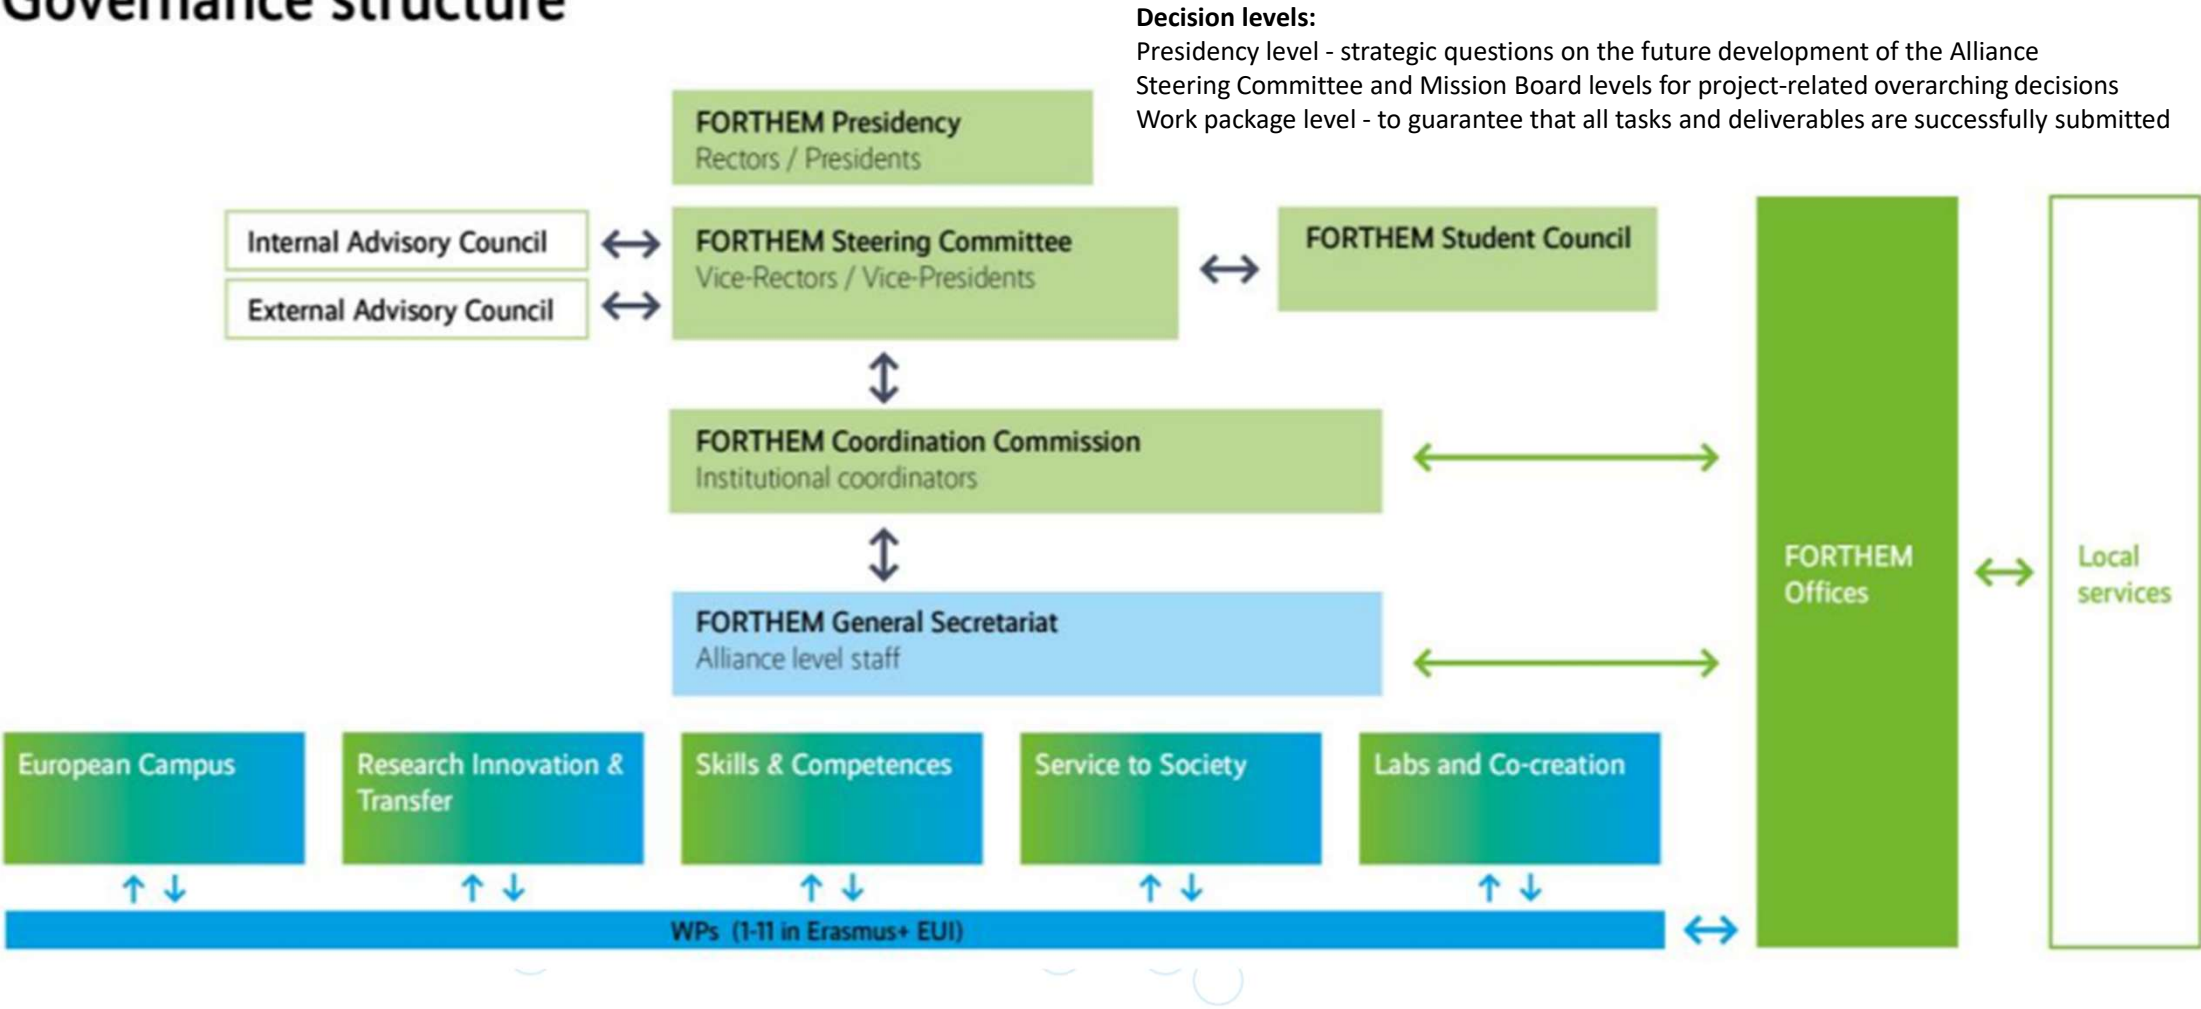 Governance structure
Decision levels:
Presidency level - strategic questions on the future development of the Alliance
Steering Committee and Mission Board levels for project-related overarching decisions
Work package level - to guarantee that all tasks and deliverables are successfully submitted
FORTHEM Presidency
Rectors / Presidents
Internal Advisory Council
External Advisory Council
FORTHEM Steering Committee
Vice-Rectors / Vice-Presidents
FORTHEM Student Council
FORTHEM Coordination Commission
Institutional coordinators
FORTHEM General Secretariat
Alliance level staff
FORTHEM
Offices
Local
services
European Campus
Research Innovation &
Transfer
Skills & Competences
Service to Society
Labs and Co-creation
WPs (1-11 in Erasmus+ EUI)